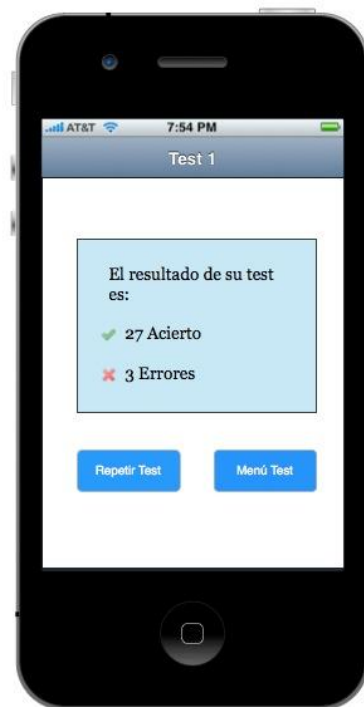 AT&T 7:54 PM
Test 1
El resultado de su test
es:
27 Acierto
3 Errores
Repetir Test Menú Test